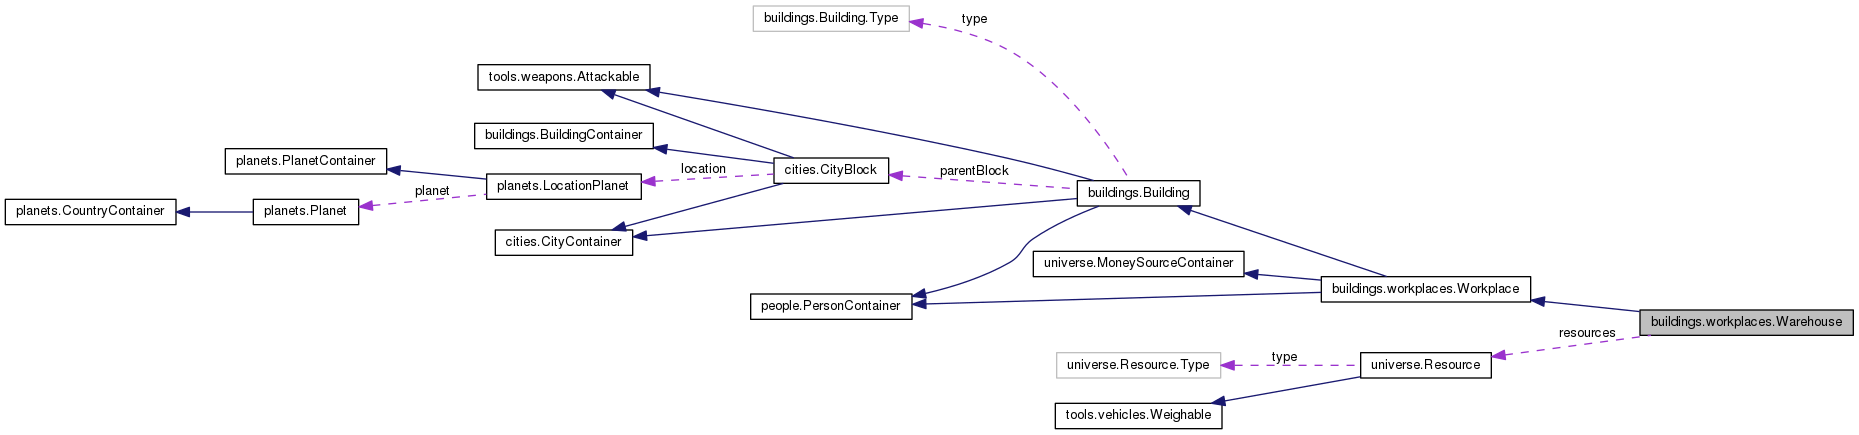 buildings.Building.Type
type
tools.weapons.Attackable
buildings.BuildingContainer
planets.PlanetContainer
location
cities.CityBlock
parentBlock
planet
planets.LocationPlanet
buildings.Building
planets.CountryContainer
planets.Planet
cities.CityContainer
universe.MoneySourceContainer
buildings.workplaces.Workplace
people.PersonContainer
buildings.workplaces.Warehouse
resources
universe.Resource.Type
type
universe.Resource
tools.vehicles.Weighable